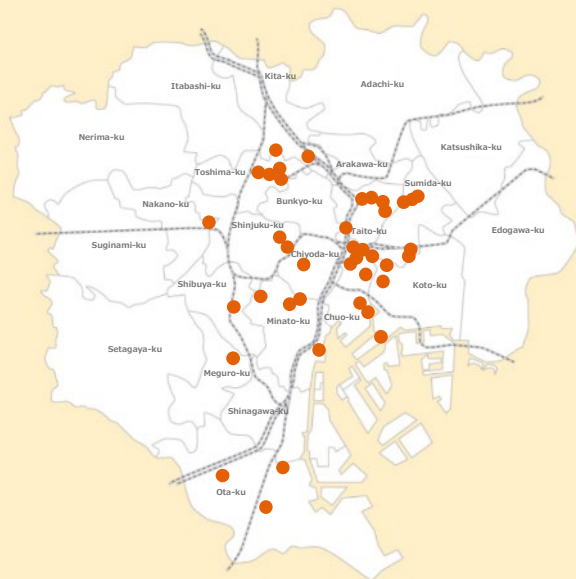 Kita-ku
Itabashi-ku
Adachi-ku
Nerima-ku
Katsushika-ku
Arakawa-ku
Toshima-ku
Sumida-ku
Bunkyo-ku
Nakano-ku
Shinjuku-ku
Taito-ku
Edogawa-ku
Suginami-ku
Chiyoda-ku
Shibuya-ku
Koto-ku
Chuo-ku
Minato-ku
Setagaya-ku
Meguro-ku
Shinagawa-ku
Ota-ku